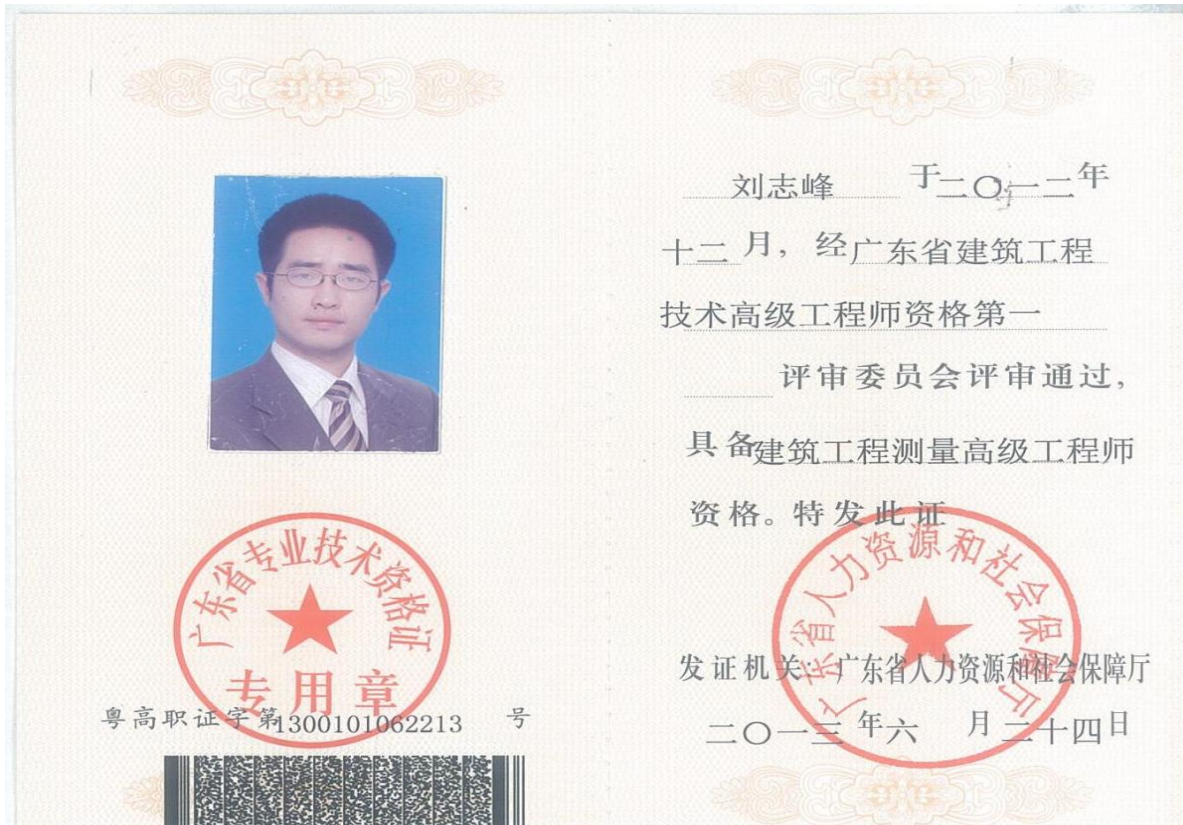 广东省专业技术资格证
专用章
粤高职证字第1300101062213号
刘志峰 于二〇一二年
十二月，经广东省建筑工程
技术高级工程师资格第一
评审委员会评审通过，
具备建筑工程测量高级工程师
资格。特发此证
广东省人力资源和社会保障厅
发证机关：广东省人力资源和社会保障厅
二〇一三年六月二十四日